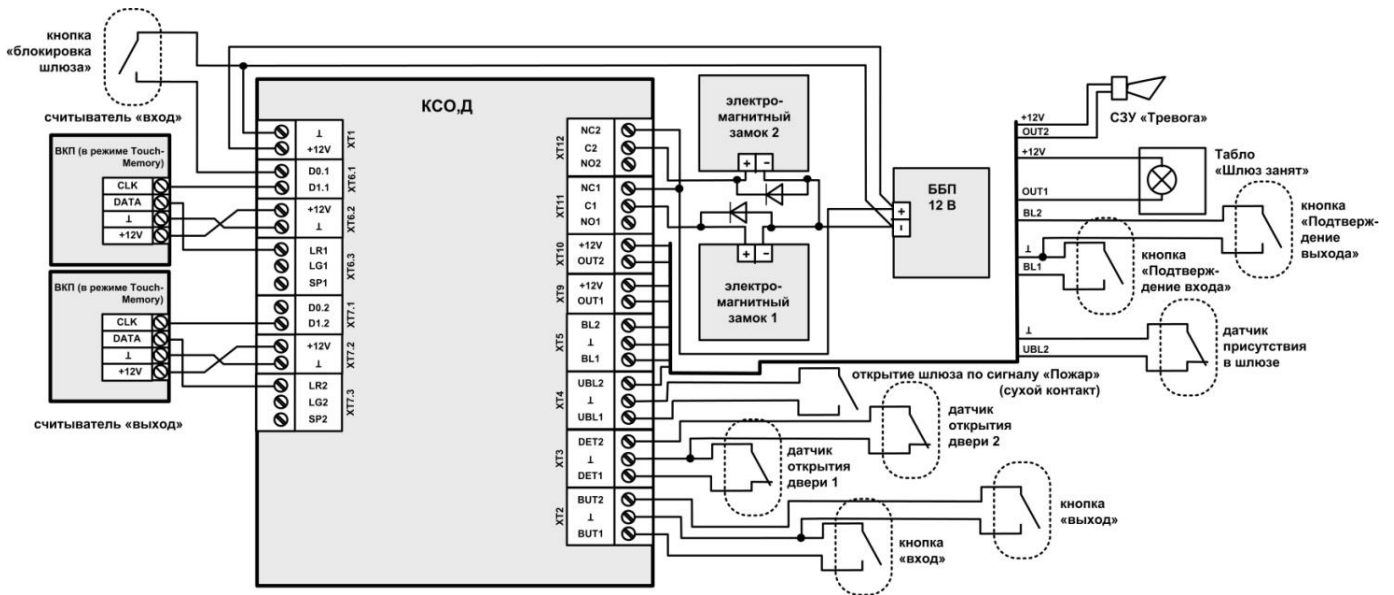 кнопка
«блокировка
шлюза»
считыватель «вход»
ВКП (в режиме Touch-
Memory)
CLK
DATA
⊥
+12V
ВКП (в режиме Touch-
Memory)
CLK
DATA
⊥
+12V
считыватель «выход»
КСО,Д
⊥
+12V
XT1
D0.1
D1.1
XT6.1
+12V
⊥
XT6.2
LR1
LG1
SP1
XT6.3
D0.2
D1.2
XT7.1
+12V
⊥
XT7.2
LR2
LG2
SP2
XT7.3
XT12
NC2
C2
NO2
XT11
NC1
C1
NO1
XT10
+12V
OUT2
XT9
+12V
OUT1
XT5
BL2
⊥
BL1
XT4
UBL2
⊥
UBL1
XT3
DET2
⊥
DET1
XT2
BUT2
⊥
BUT1
электро-
магнитный
замок 2
+ −
+ −
электро-
магнитный
замок 1
ББП
12 В
+
-
+12V
OUT2
СЗУ «Тревога»
+12V
OUT1
Табло
«Шлюз занят»
BL2
⊥
BL1
кнопка
«Подтверж-
дение
выхода»
кнопка
«Подтверж-
дение входа»
⊥
UBL2
датчик
присутствия
в шлюзе
открытие шлюза по сигналу «Пожар»
(сухой контакт)
датчик
открытия
двери 2
датчик
открытия
двери 1
кнопка
«выход»
кнопка
«вход»